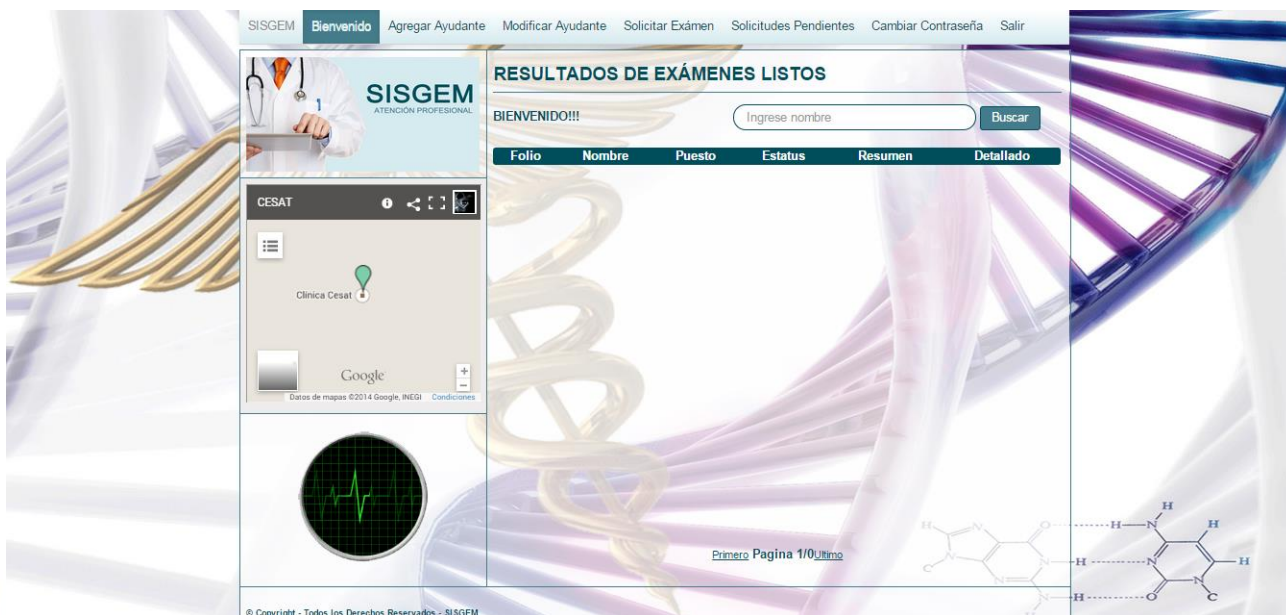 SISGEM Bienvenido Agregar Ayudante Modificar Ayudante Solicitar Exámen Solicitudes Pendientes Cambiar Contraseña Salir
SISGEM
ATENCIÓN PROFESIONAL
RESULTADOS DE EXÁMENES LISTOS
BIENVENIDO!!! Ingrese nombre Buscar
Folio Nombre Puesto Estatus Resumen Detallado
CESAT
Clinica Cesat
Google
Datos de mapas ©2014 Google, INEGI Condiciones
Primero Pagina 1/0Ultimo
H
H N H
H O N O H N
H N H
C N N C
H O C
© Copyright - Todos los Derechos Reservados - SISGEM